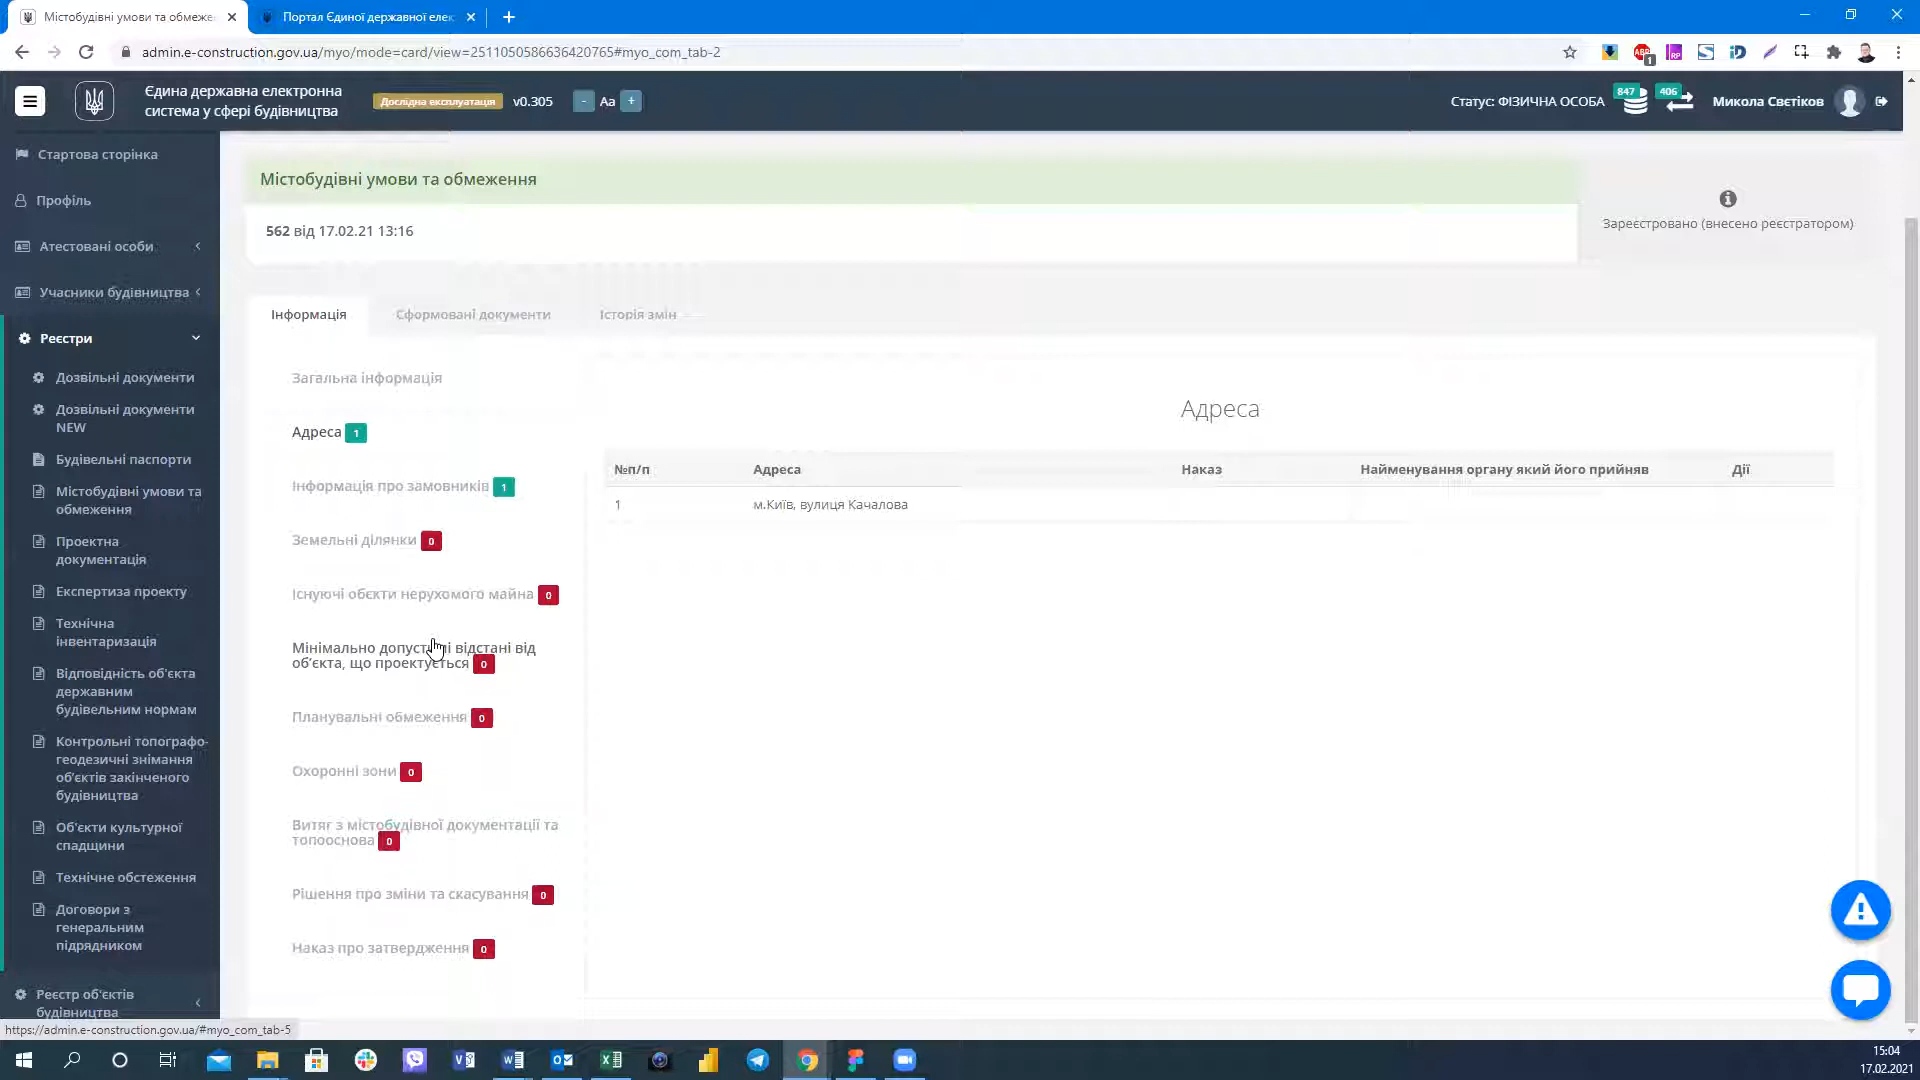 Містобудівні умови та обмеже
Портал Єдиної державної елек
admin.e-construction.gov.ua/myo/mode=card/view=2511050586636420765#myo_com_tab-2
Єдина державна електронна
система у сфері будівництва
Дослідна експлуатація
v0.305
- Aa +
Статус: ФІЗИЧНА ОСОБА
847
406
Микола Свєтіков
Стартова сторінка
Профіль
Атестовані особи
Учасники будівництва
Реєстри
Дозвільні документи
Дозвільні документи
NEW
Будівельні паспорти
Містобудівні умови та
обмеження
Проектна
документація
Експертиза проекту
Технічна
інвентаризація
Відповідність об'єкта
державним
будівельним нормам
Контрольні топографо-
геодезичні знімання
об'єктів закінченого
будівництва
Об'єкти культурної
спадщини
Технічне обстеження
Договори з
генеральним
підрядником
Реєстр об'єктів
будівництва
Містобудівні умови та обмеження
562 від 17.02.21 13:16
Зареєстровано (внесено реєстратором)
Інформація
Сформовані документи
Історія змін
Загальна інформація
Адреса 1
Інформація про замовників 1
Земельні ділянки 0
Існуючі обєкти нерухомого майна 0
Мінімально допустимі відстані від
об'єкта, що проектується 0
Планувальні обмеження 0
Охоронні зони 0
Витяг з містобудівної документації та
топооснова 0
Рішення про зміни та скасування 0
Наказ про затвердження 0
Адреса
№п/п Адреса Наказ Найменування органу який його прийняв Дії
1 м.Київ, вулиця Качалова
https://admin.e-construction.gov.ua/#myo_com_tab-5
15:04
17.02.2021